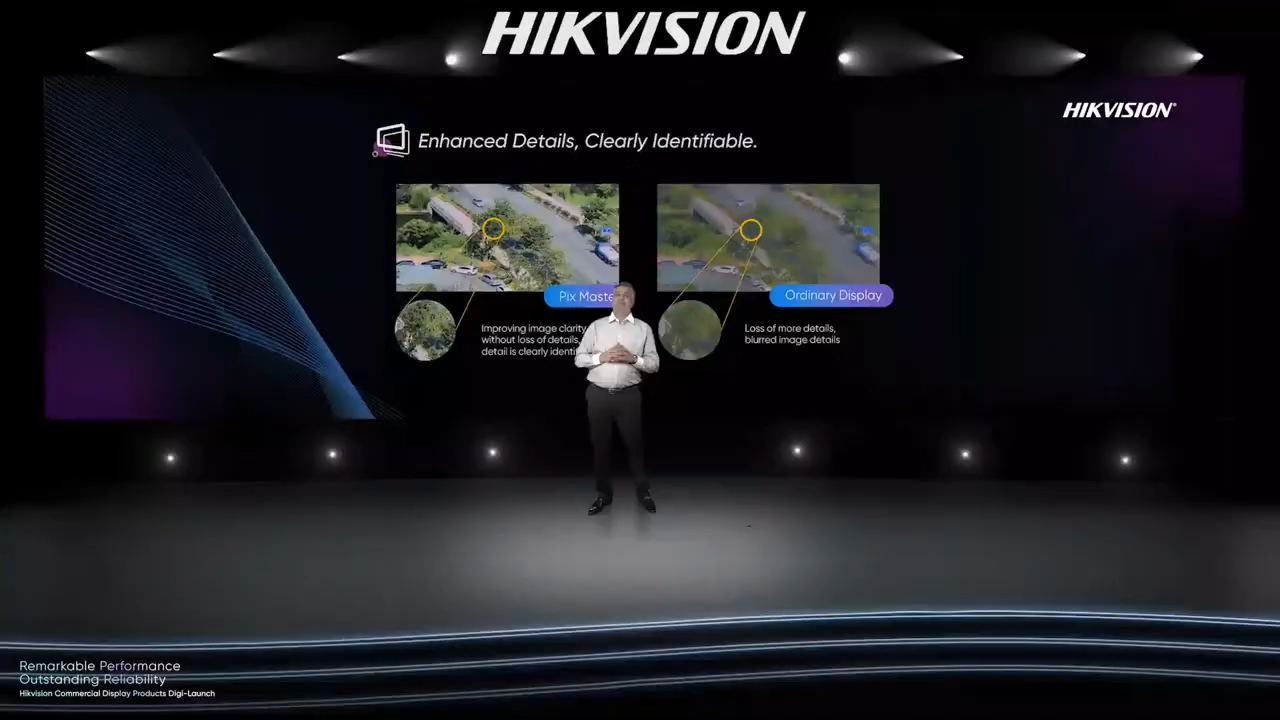 HIKVISION
HIKVISION
Enhanced Details, Clearly Identifiable.
Pix Maste
Ordinary Display
Improving image clarity
without loss of details,
detail is clearly identi
Loss of more details,
blurred image details
Remarkable Performance
Outstanding Reliability
Hikvision Commercial Display Products Digi-Launch